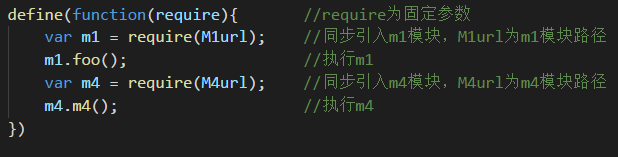 define(function(require){ //require为固定参数
var m1 = require(M1url); //同步引入m1模块，M1url为m1模块路径
m1.foo(); //执行m1
var m4 = require(M4url); //同步引入m4模块，M4url为m4模块路径
m4.m4(); //执行m4
})